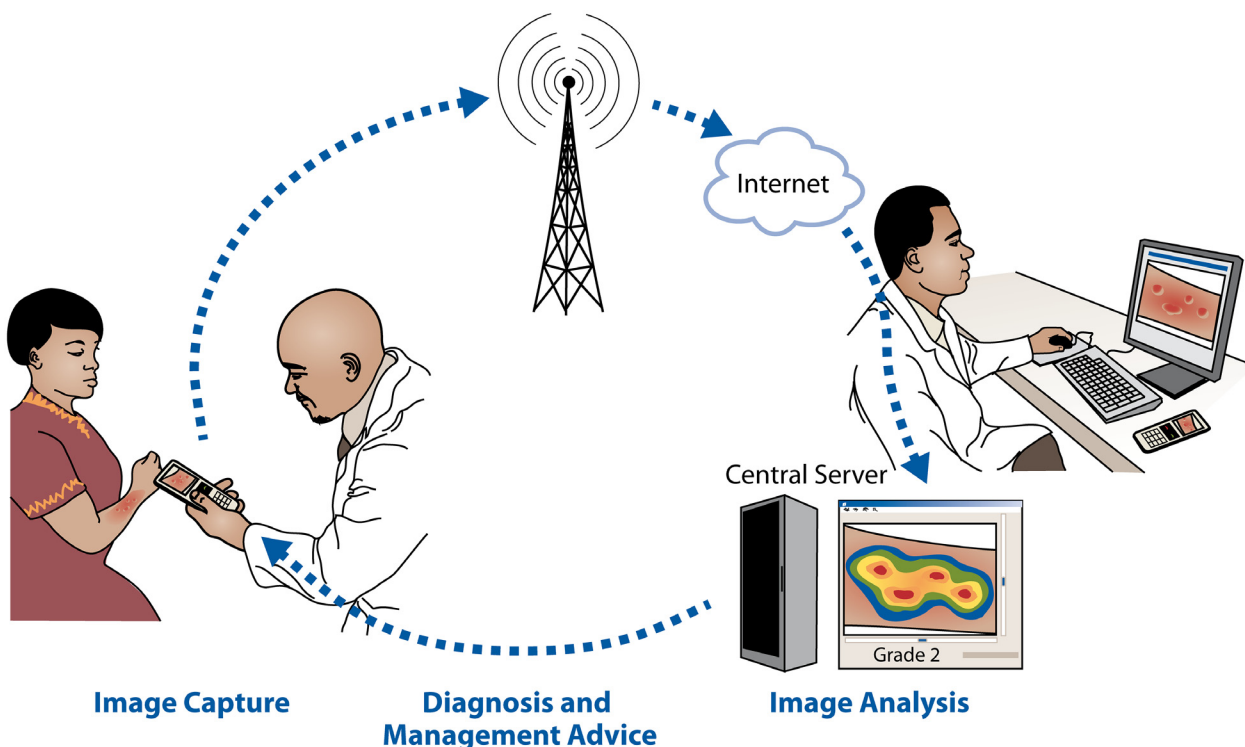 Internet
Central Server
Grade 2
Image Capture
Diagnosis and
Management Advice
Image Analysis